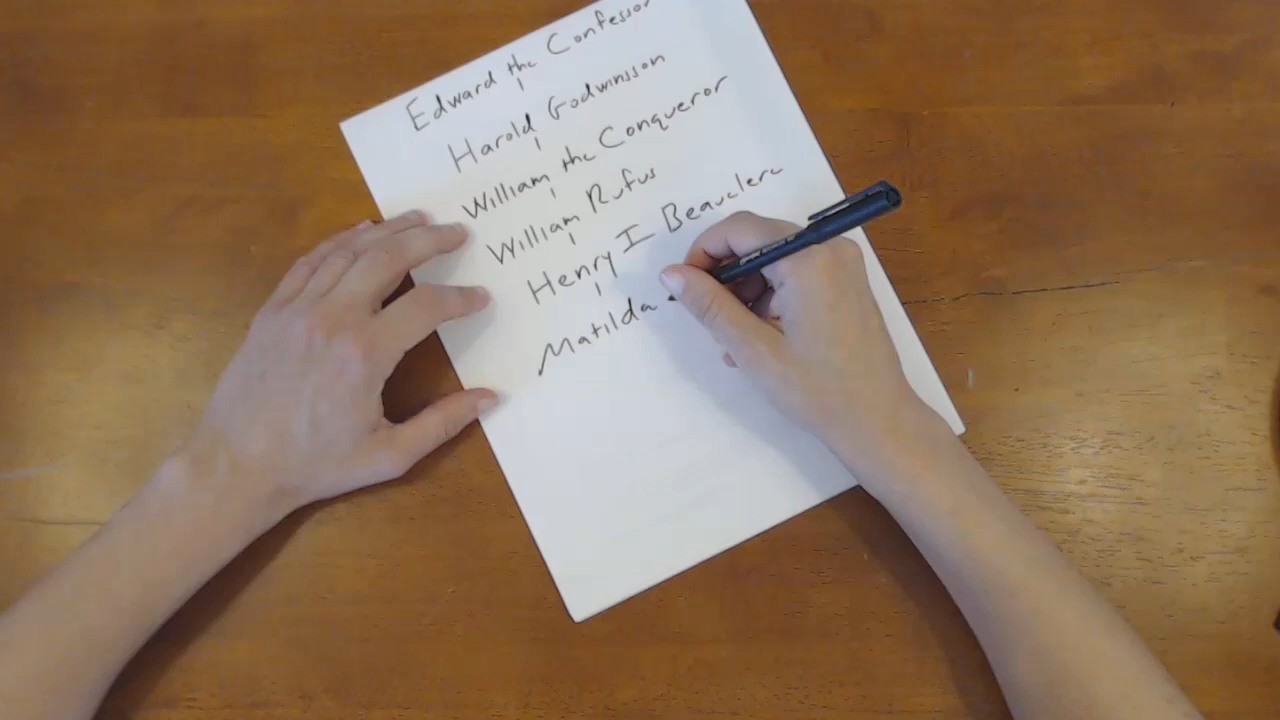 Edward the Confessor
Harold Godwinsson
William the Conqueror
William Rufus
Henry I Beauclerc
Matilda